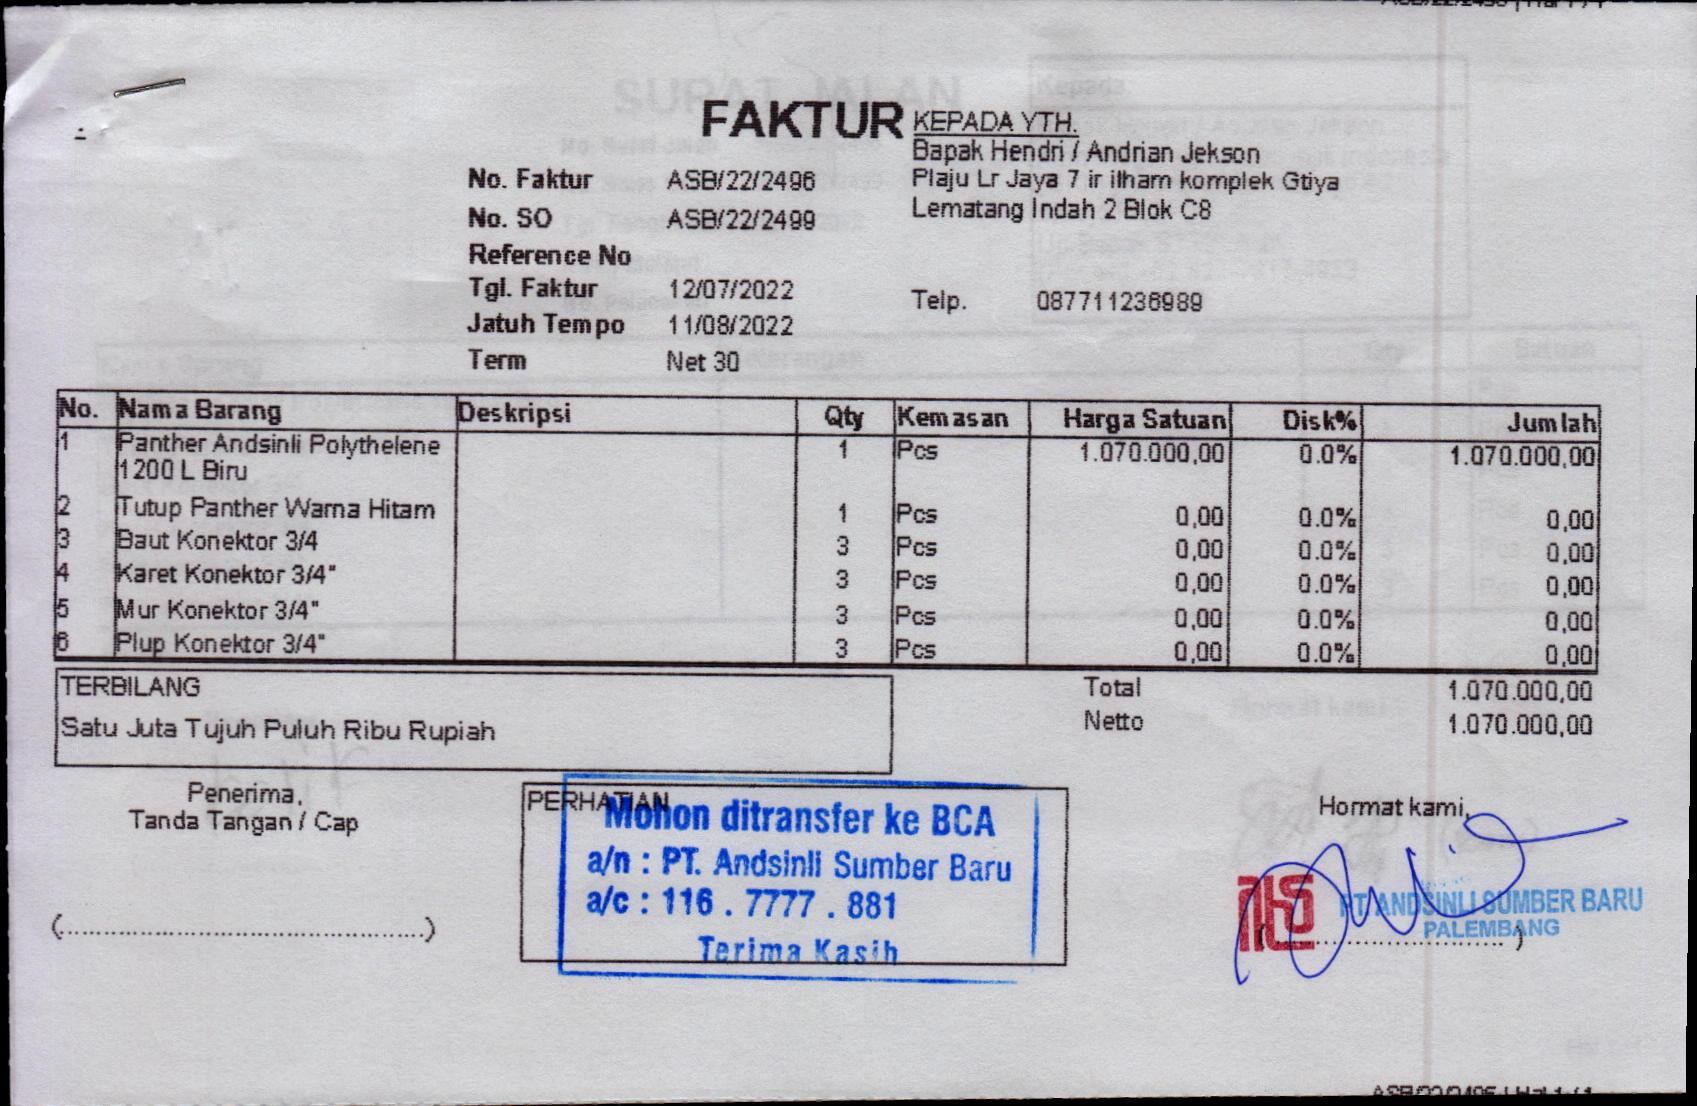 FAKTUR
KEPADA YTH.
Bapak Hendri / Andrian Jekson
Plaju Lr Jaya 7 ir ilham komplek Gtiya
Lematang Indah 2 Blok C8
No. Faktur ASB/22/2496
No. SO ASB/22/2499
Reference No
Tgl. Faktur 12/07/2022
Telp. 087711236989
Jatuh Tempo 11/08/2022
Term Net 30
No. Nama Barang Deskripsi Qty Kemasan Harga Satuan Disk% Jumlah
1 Panther Andsinli Polythelene 1 Pcs 1.070.000,00 0.0% 1.070.000,00
1200 L Biru
2 Tutup Panther Warna Hitam 1 Pcs 0,00 0.0% 0,00
3 Baut Konektor 3/4 3 Pcs 0,00 0.0% 0,00
4 Karet Konektor 3/4" 3 Pcs 0,00 0.0% 0,00
5 Mur Konektor 3/4" 3 Pcs 0,00 0.0% 0,00
6 Plup Konektor 3/4" 3 Pcs 0,00 0.0% 0,00
TERBILANG
Satu Juta Tujuh Puluh Ribu Rupiah
Total 1.070.000,00
Netto 1.070.000,00
Penerima,
Tanda Tangan / Cap
(..............................................)
PERHATIAN
Mohon ditransfer ke BCA
a/n : PT. Andsinli Sumber Baru
a/c : 116 . 7777 . 881
Terima Kasih
Hormat kami,
PT. ANDSINLI SUMBER BARU
PALEMBANG